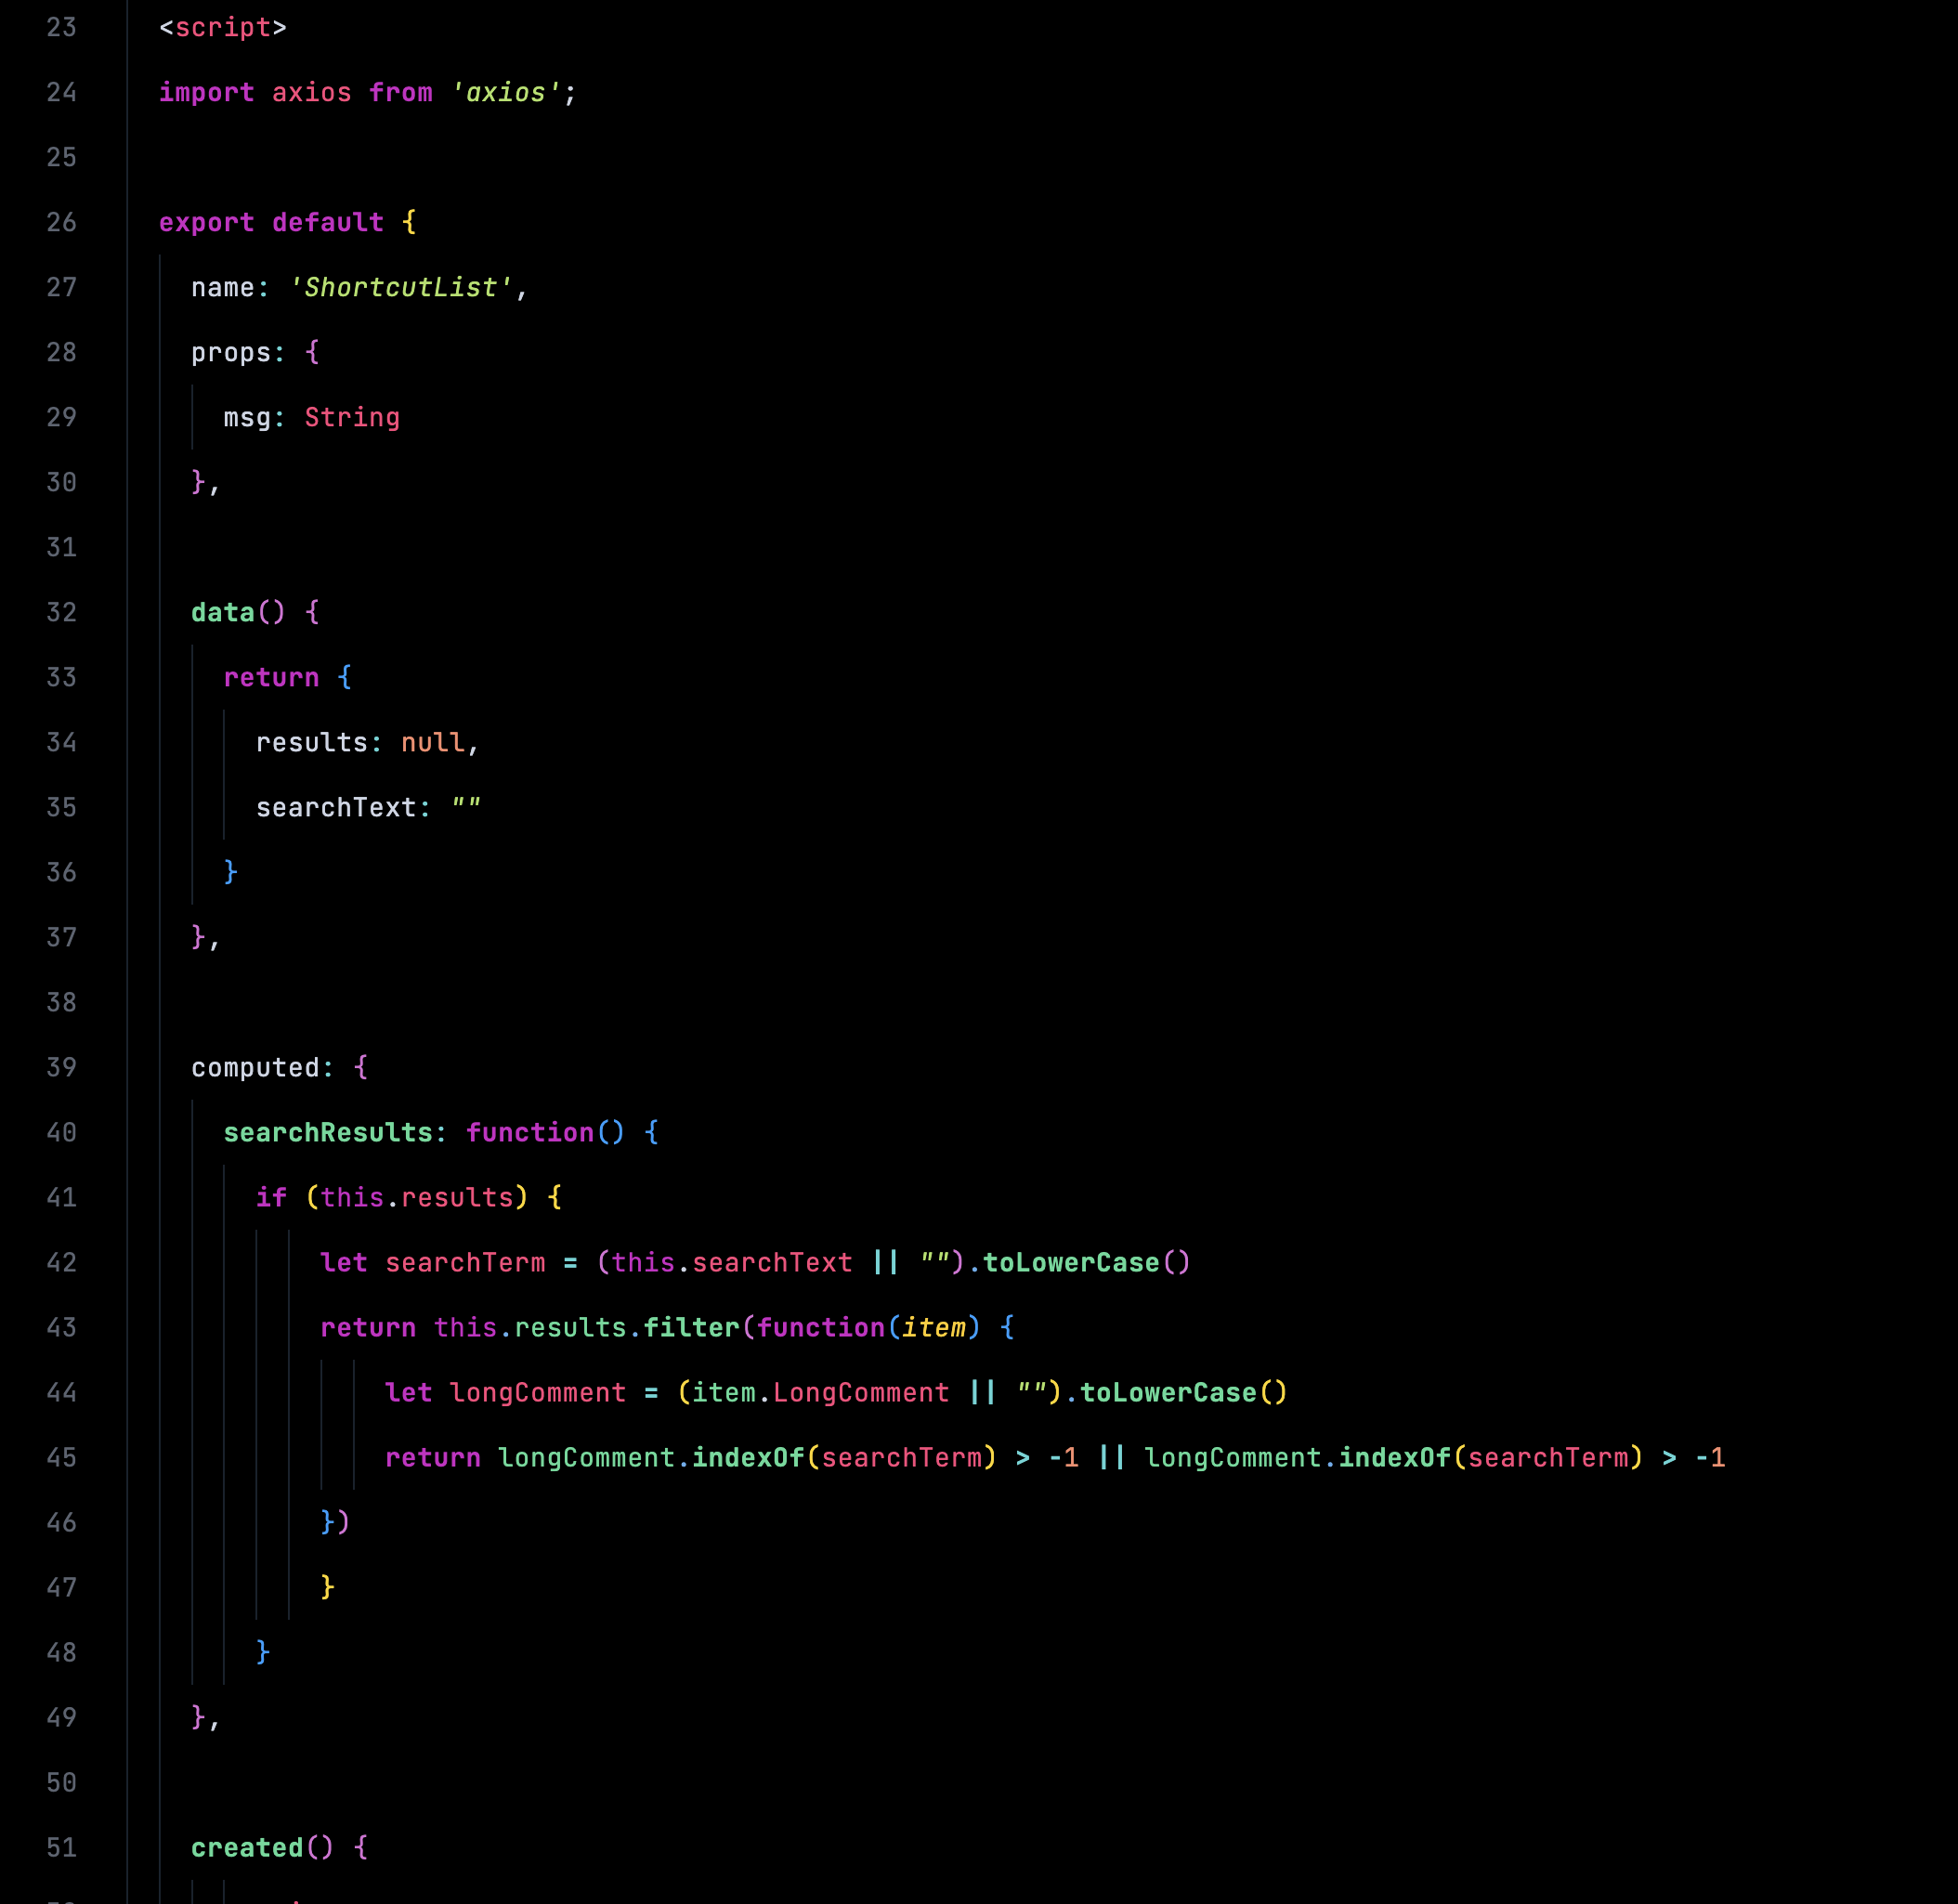 23 <script>
24 import axios from 'axios';
25
26 export default {
27 name: 'ShortcutList',
28 props: {
29 msg: String
30 },
31
32 data() {
33 return {
34 results: null,
35 searchText: ""
36 }
37 },
38
39 computed: {
40 searchResults: function() {
41 if (this.results) {
42 let searchTerm = (this.searchText || "").toLowerCase()
43 return this.results.filter(function(item) {
44 let longComment = (item.LongComment || "").toLowerCase()
45 return longComment.indexOf(searchTerm) > -1 || longComment.indexOf(searchTerm) > -1
46 })
47 }
48 }
49 },
50
51 created() {